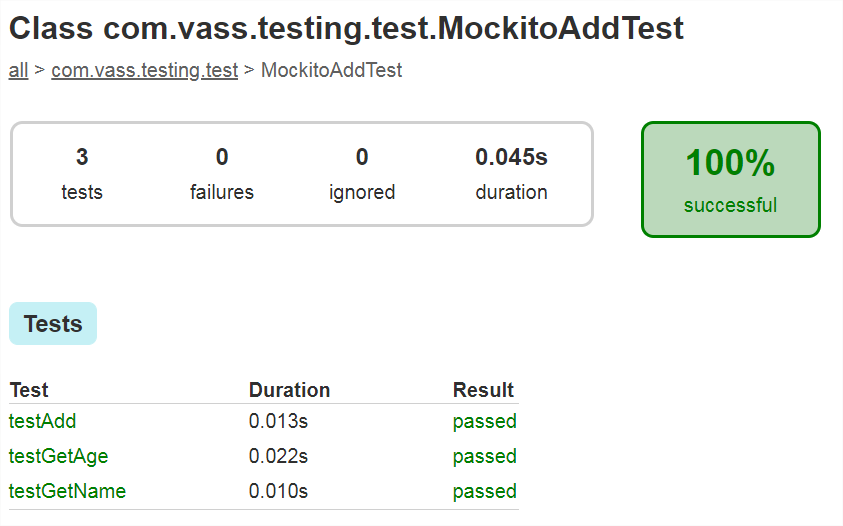 Class com.vass.testing.test.MockitoAddTest
all > com.vass.testing.test > MockitoAddTest
3 0 0 0.045s
tests failures ignored duration
100%
successful
Tests
Test Duration Result
testAdd 0.013s passed
testGetAge 0.022s passed
testGetName 0.010s passed